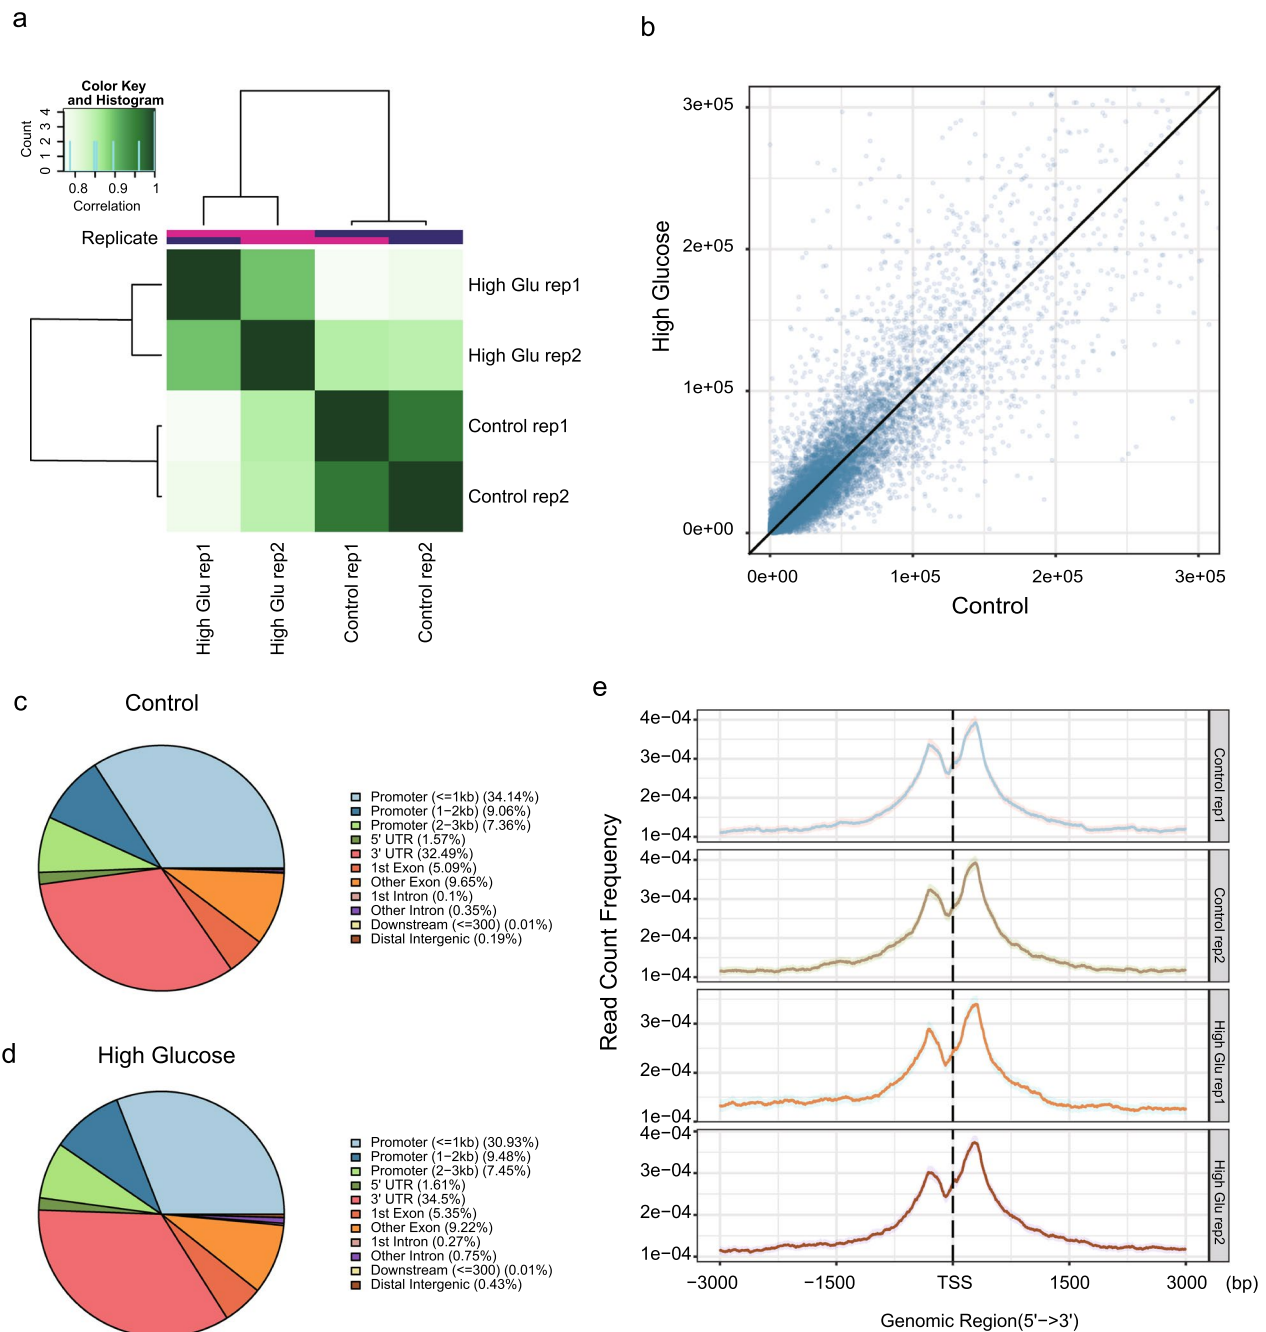 a
Color Key
and Histogram
Count
0 1 2 3 4
0.8 0.9 1
Correlation
Replicate
High Glu rep1
High Glu rep2
Control rep1
Control rep2
High Glu rep1
High Glu rep2
Control rep1
Control rep2
b
High Glucose
3e+05
2e+05
1e+05
0e+00
0e+00 1e+05 2e+05 3e+05
Control
c
Control
Promoter (<=1kb) (34.14%)
Promoter (1−2kb) (9.06%)
Promoter (2−3kb) (7.36%)
5' UTR (1.57%)
3' UTR (32.49%)
1st Exon (5.09%)
Other Exon (9.65%)
1st Intron (0.1%)
Other Intron (0.35%)
Downstream (<=300) (0.01%)
Distal Intergenic (0.19%)
d
High Glucose
Promoter (<=1kb) (30.93%)
Promoter (1−2kb) (9.48%)
Promoter (2−3kb) (7.45%)
5' UTR (1.61%)
3' UTR (34.5%)
1st Exon (5.35%)
Other Exon (9.22%)
1st Intron (0.27%)
Other Intron (0.75%)
Downstream (<=300) (0.01%)
Distal Intergenic (0.43%)
e
Read Count Frequency
4e−04
3e−04
2e−04
1e−04
Control rep1
4e−04
3e−04
2e−04
1e−04
Control rep2
3e−04
2e−04
1e−04
High Glu rep1
4e−04
3e−04
2e−04
1e−04
High Glu rep2
−3000 −1500 TSS 1500 3000 (bp)
Genomic Region(5'−>3')